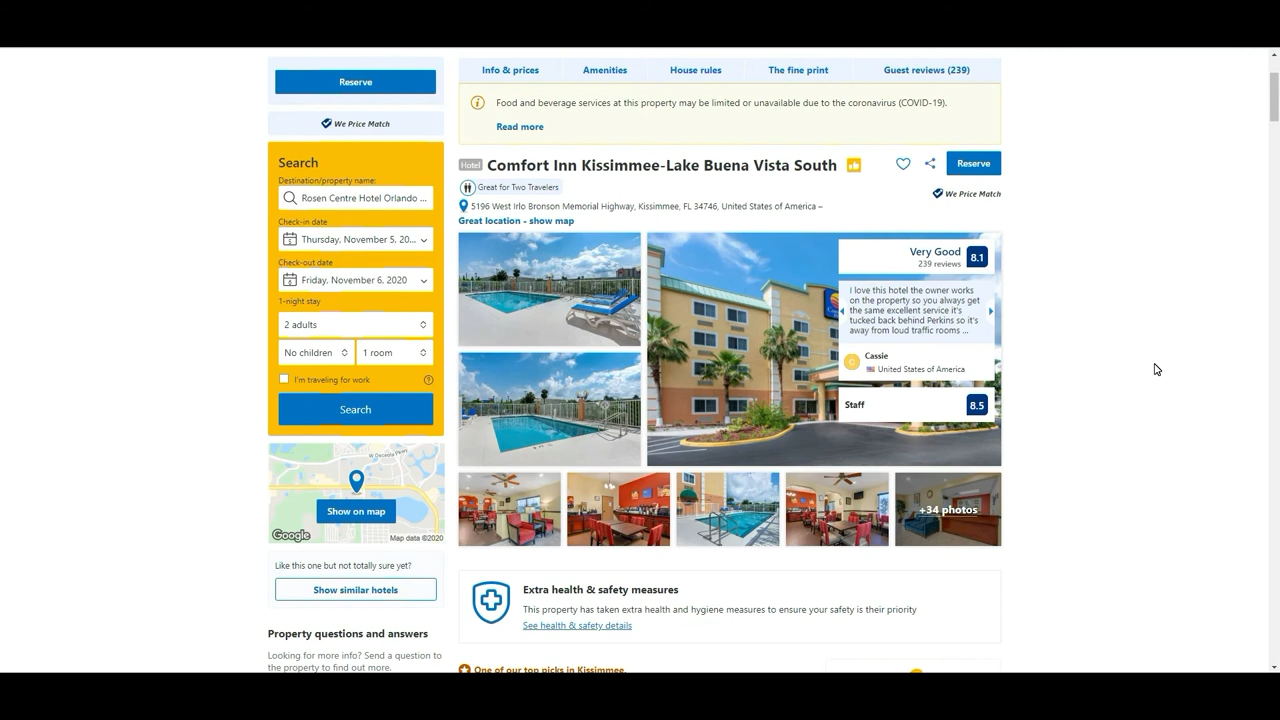 Reserve
We Price Match
Search
Destination/property name:
Rosen Centre Hotel Orlando ...
Check-in date
Thursday, November 5, 20...
Check-out date
Friday, November 6, 2020
1-night stay
2 adults
No children
1 room
I'm traveling for work
Search
Show on map
Google
Map data ©2020
Like this one but not totally sure yet?
Show similar hotels
Property questions and answers
Looking for more info? Send a question to
the property to find out more.
Info & prices
Amenities
House rules
The fine print
Guest reviews (239)
Food and beverage services at this property may be limited or unavailable due to the coronavirus (COVID-19).
Read more
Hotel Comfort Inn Kissimmee-Lake Buena Vista South
Reserve
Great for Two Travelers
We Price Match
5196 West Irlo Bronson Memorial Highway, Kissimmee, FL 34746, United States of America –
Great location - show map
Very Good
239 reviews
8.1
I love this hotel the owner works
on the property so you always get
the same excellent service it's
tucked back behind Perkins so it's
away from loud traffic rooms ...
C
Cassie
United States of America
Staff
8.5
+34 photos
Extra health & safety measures
This property has taken extra health and hygiene measures to ensure your safety is their priority
See health & safety details
One of our top picks in Kissimmee.